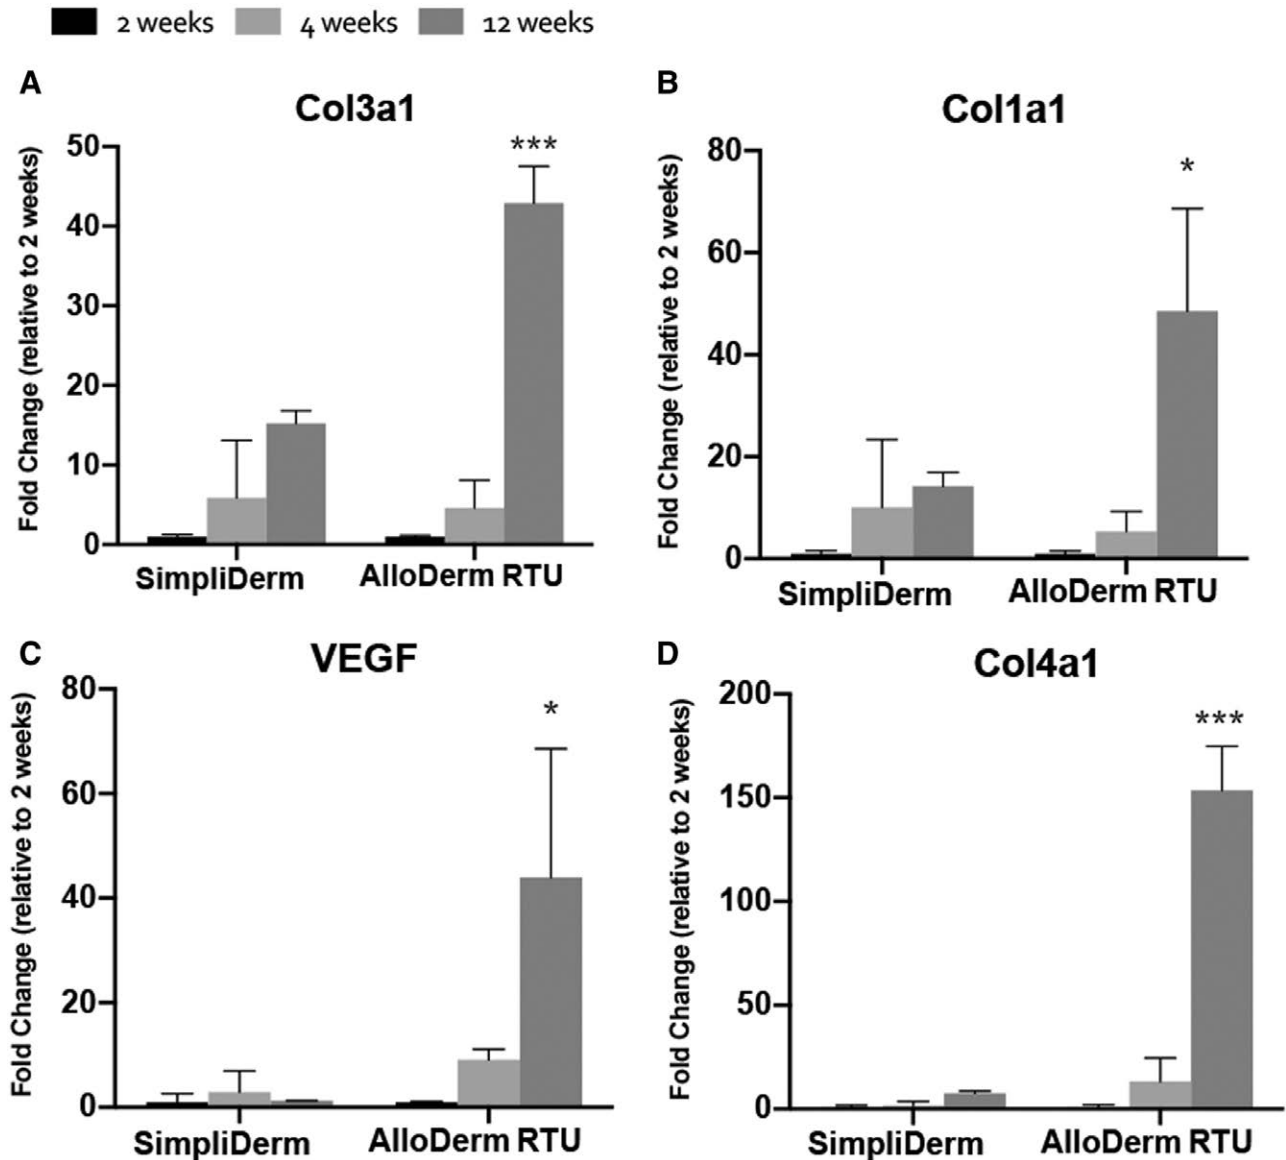 2 weeks 4 weeks 12 weeks
A
Col3a1
Fold Change (relative to 2 weeks)
50
40
30
20
10
0
***
SimpliDerm AlloDerm RTU
B
Col1a1
Fold Change (relative to 2 weeks)
80
60
40
20
0
*
SimpliDerm AlloDerm RTU
C
VEGF
Fold Change (relative to 2 weeks)
80
60
40
20
0
*
SimpliDerm AlloDerm RTU
D
Col4a1
Fold Change (relative to 2 weeks)
200
150
100
50
0
***
SimpliDerm AlloDerm RTU